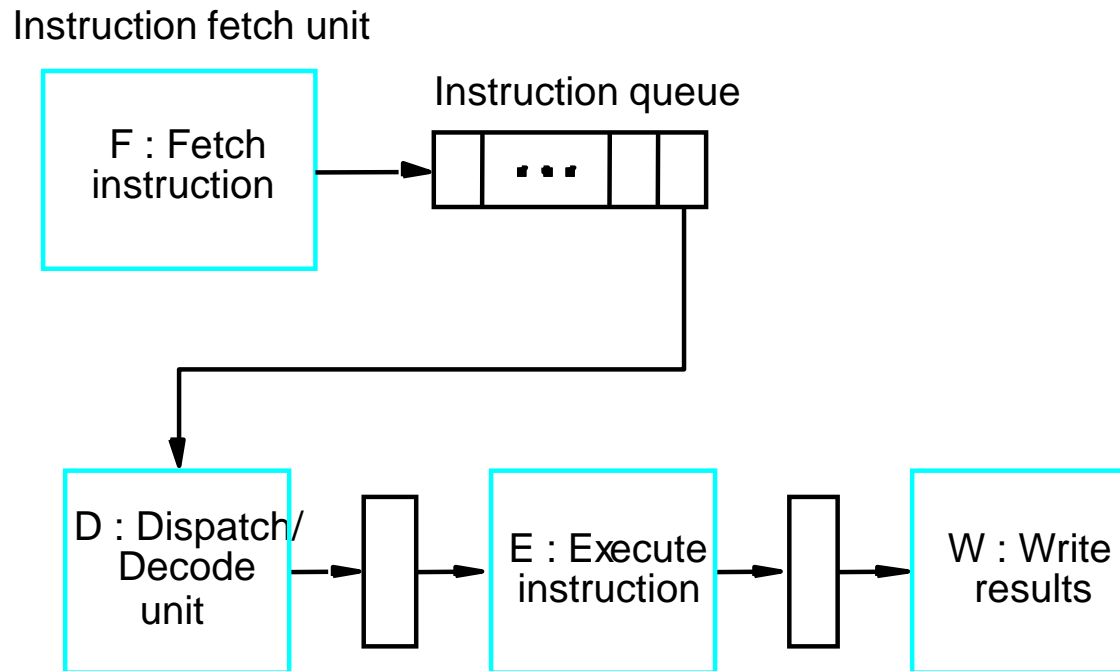 Instruction fetch unit
Instruction queue
F : Fetch
instruction
D : Dispatch/
Decode
unit
E : Execute
instruction
W : Write
results